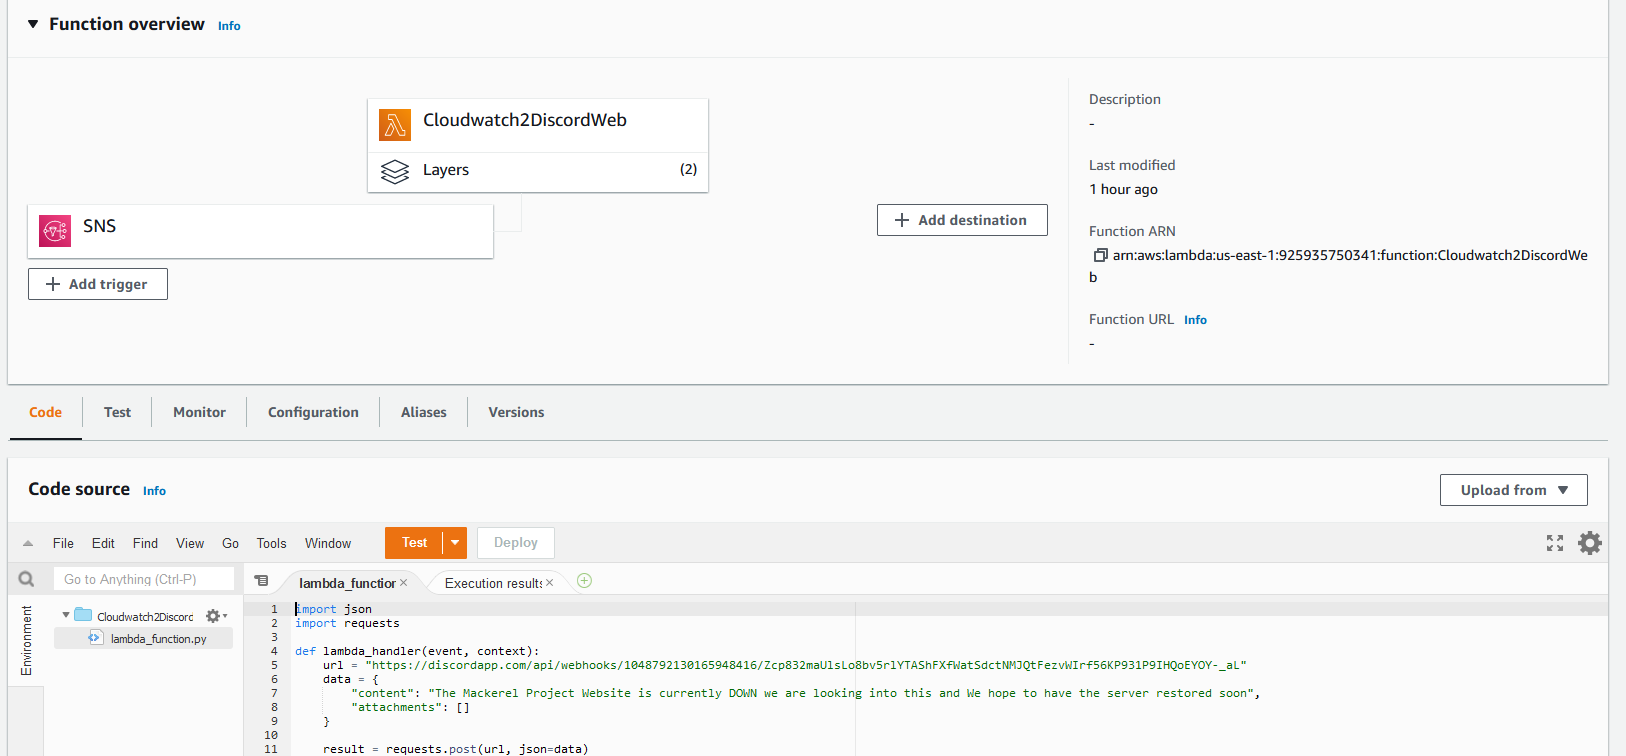 Function overview Info
Cloudwatch2DiscordWeb
Layers (2)
SNS
+ Add trigger
+ Add destination
Description
-
Last modified
1 hour ago
Function ARN
arn:aws:lambda:us-east-1:925935750341:function:Cloudwatch2DiscordWe
b
Function URL Info
-
Code Test Monitor Configuration Aliases Versions
Code source Info
Upload from
File Edit Find View Go Tools Window Test Deploy
Go to Anything (Ctrl-P)
lambda_function Execution results
Environment
Cloudwatch2Discord
lambda_function.py
1 import json
2 import requests
3
4 def lambda_handler(event, context):
5 url = "https://discordapp.com/api/webhooks/1048792130165948416/Zcp832maUlsLo8bv5rlYTAShFXfWatSdctNMJQtFezvWIrf56KP931P9IHQoEYOY-_aL"
6 data = {
7 "content": "The Mackerel Project Website is currently DOWN we are looking into this and We hope to have the server restored soon",
8 "attachments": []
9 }
10
11 result = requests.post(url, json=data)